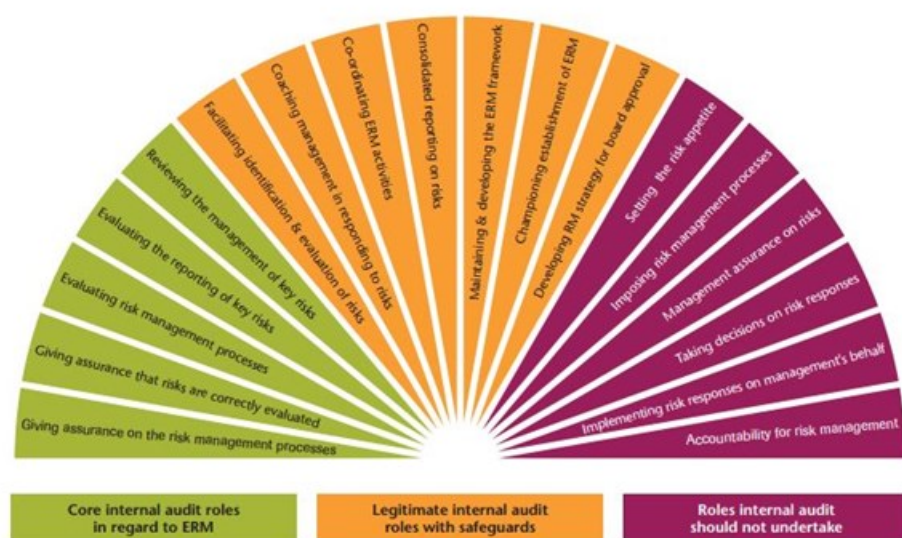 Giving assurance on the risk management processes
Giving assurance that risks are correctly evaluated
Evaluating risk management processes
Evaluating the reporting of key risks
Reviewing the management of key risks
Facilitating identification & evaluation of risks
Coaching management in responding to risks
Co-ordinating ERM activities
Consolidated reporting on risks
Maintaining & developing the ERM framework
Championing establishment of ERM
Developing RM strategy for board approval
Setting the risk appetite
Imposing risk management processes
Management assurance on risks
Taking decisions on risk responses
Implementing risk responses on management's behalf
Accountability for risk management
Core internal audit roles
in regard to ERM
Legitimate internal audit
roles with safeguards
Roles internal audit
should not undertake